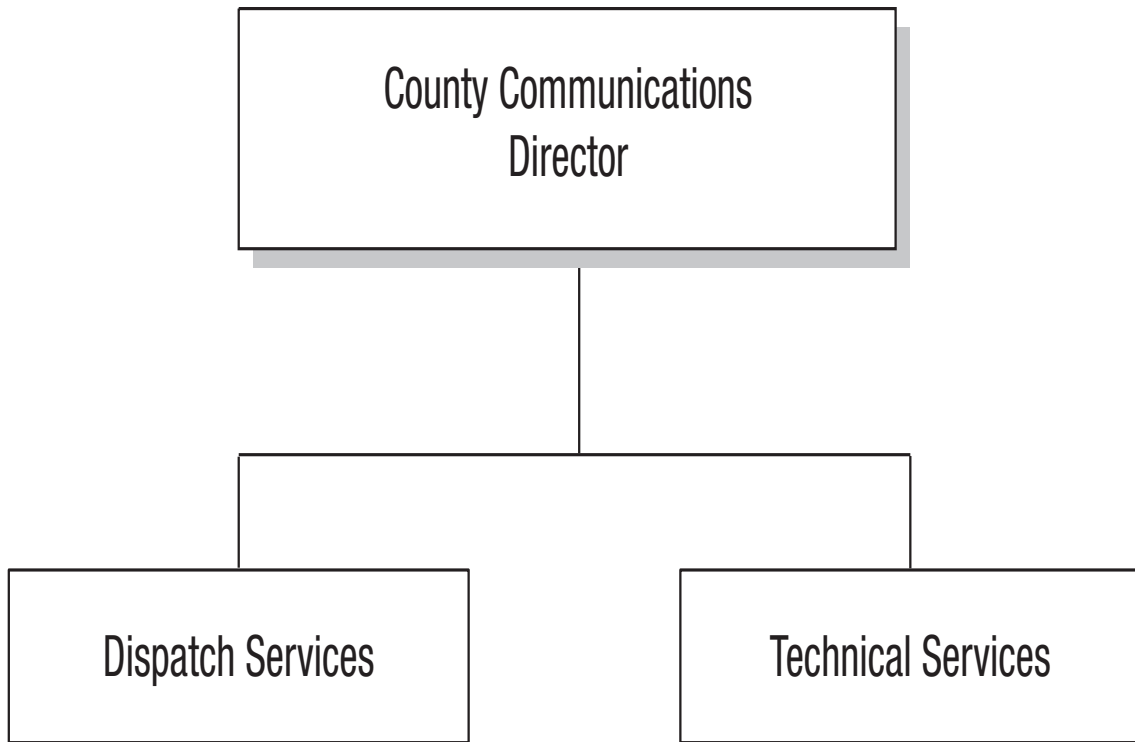 County Communications
Director
Dispatch Services
Technical Services